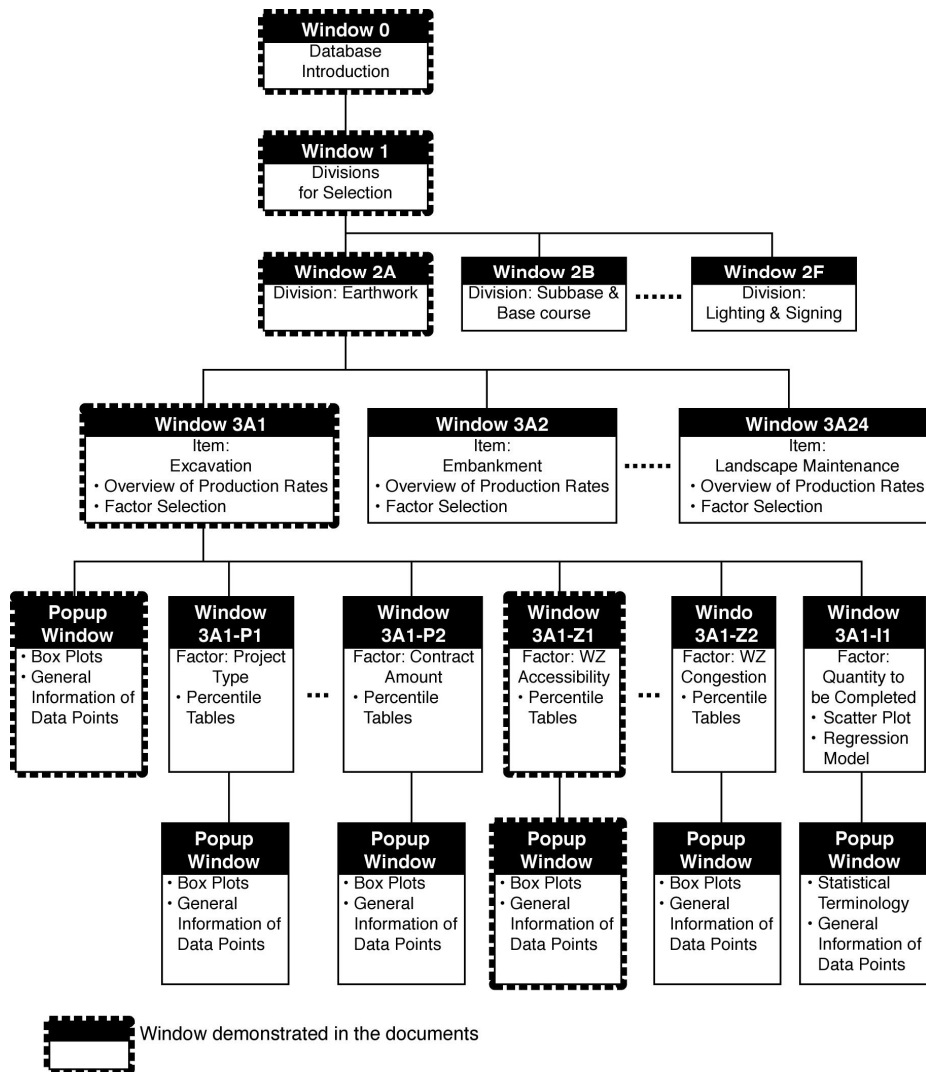 Window 0
Database
Introduction
Window 1
Divisions
for Selection
Window 2A
Division: Earthwork
Window 2B
Division: Subbase &
Base course
Window 2F
Division:
Lighting & Signing
Window 3A1
Item:
Excavation
• Overview of Production Rates
• Factor Selection
Window 3A2
Item:
Embankment
• Overview of Production Rates
• Factor Selection
Window 3A24
Item:
Landscape Maintenance
• Overview of Production Rates
• Factor Selection
Popup
Window
• Box Plots
• General
Information of
Data Points
Window
3A1-P1
Factor: Project
Type
• Percentile
Tables
Window
3A1-P2
Factor: Contract
Amount
• Percentile
Tables
Window
3A1-Z1
Factor: WZ
Accessibility
• Percentile
Tables
Windo
3A1-Z2
Factor: WZ
Congestion
• Percentile
Tables
Window
3A1-I1
Factor:
Quantity to
be Completed
• Scatter Plot
• Regression
Model
Popup
Window
• Box Plots
• General
Information of
Data Points
Popup
Window
• Box Plots
• General
Information of
Data Points
Popup
Window
• Box Plots
• General
Information of
Data Points
Popup
Window
• Box Plots
• General
Information of
Data Points
Popup
Window
• Statistical
Terminology
• General
Information of
Data Points
Window demonstrated in the documents